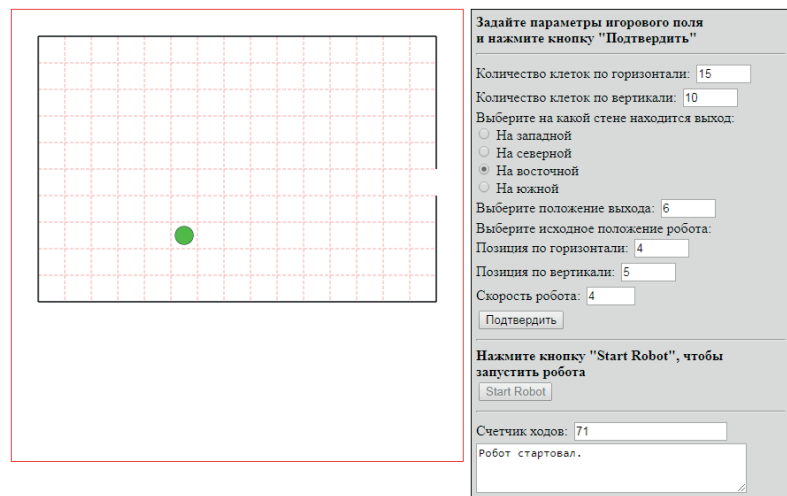 Задайте параметры игорового поля
и нажмите кнопку "Подтвердить"
Количество клеток по горизонтали: 15
Количество клеток по вертикали: 10
Выберите на какой стене находится выход:
На западной
На северной
На восточной
На южной
Выберите положение выхода: 6
Выберите исходное положение робота:
Позиция по горизонтали: 4
Позиция по вертикали: 5
Скорость робота: 4
Подтвердить
Нажмите кнопку "Start Robot", чтобы
запустить робота
Start Robot
Счетчик ходов: 71
Робот стартовал.